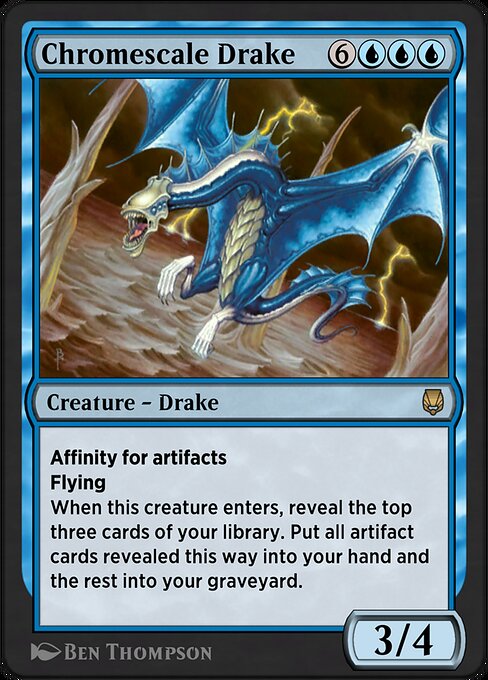 Chromescale Drake 6
Creature – Drake
Affinity for artifacts
Flying
When this creature enters, reveal the top
three cards of your library. Put all artifact
cards revealed this way into your hand and
the rest into your graveyard.
3/4
Ben Thompson